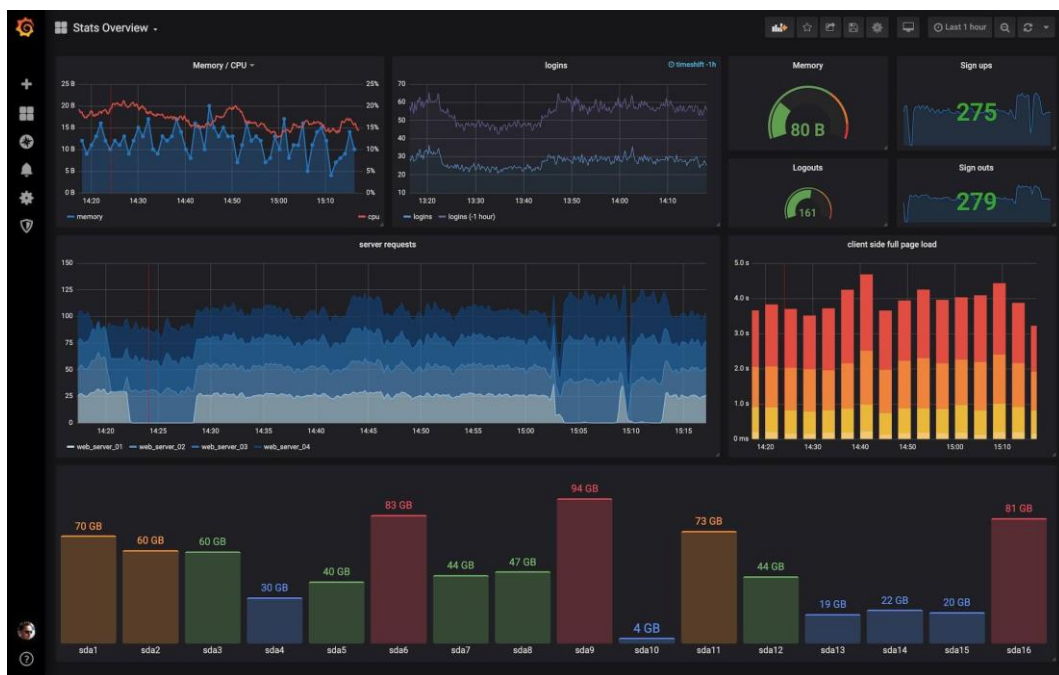 Stats Overview
Last 1 hour
Memory / CPU
25 B
20 B
15 B
10 B
5 B
0 B
25%
20%
15%
10%
5%
0%
14:20 14:30 14:40 14:50 15:00 15:10
memory
cpu
logins
timeshift -1h
70
60
50
40
30
20
10
13:20 13:30 13:40 13:50 14:00 14:10
logins logins (-1 hour)
Memory
80 B
Sign ups
275
Logouts
161
Sign outs
279
server requests
150
125
100
75
50
25
0
14:20 14:25 14:30 14:35 14:40 14:45 14:50 14:55 15:00 15:05 15:10 15:15
web_server_01 web_server_02 web_server_03 web_server_04
client side full page load
5.0 s
4.0 s
3.0 s
2.0 s
1.0 s
0 ms
14:20 14:30 14:40 14:50 15:00 15:10
70 GB 60 GB 60 GB 30 GB 40 GB 83 GB 44 GB 47 GB 94 GB 4 GB 73 GB 44 GB 19 GB 22 GB 20 GB 81 GB
sda1 sda2 sda3 sda4 sda5 sda6 sda7 sda8 sda9 sda10 sda11 sda12 sda13 sda14 sda15 sda16